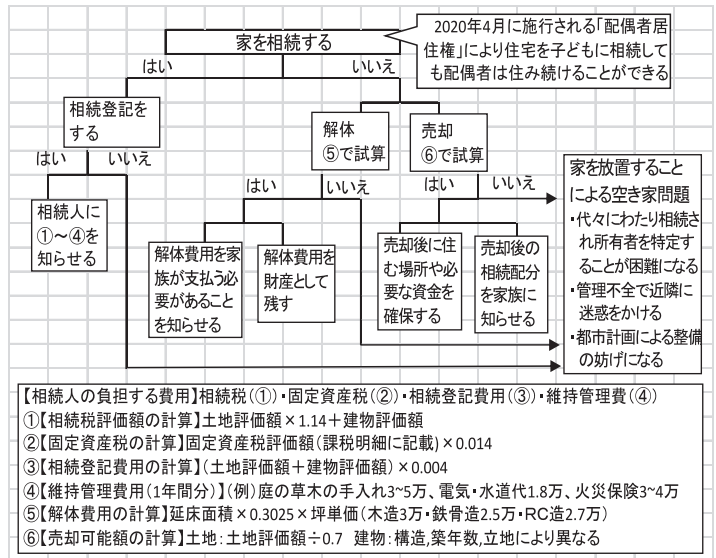 家を相続する
2020年4月に施行される「配偶者居
住権」により住宅を子どもに相続して
も配偶者は住み続けることができる
はい
いいえ
相続登記を
する
解体
⑤で試算
売却
⑥で試算
はい
いいえ
はい
いいえ
はい
いいえ
相続人に
①~④を
知らせる
解体費用を家
族が支払う必
要があること
を知らせる
解体費用を
財産として
残す
売却後に住
む場所や必
要な資金を
確保する
売却後の
相続配分
を家族に
知らせる
家を放置すること
による空き家問題
・代々にわたり相続さ
れ所有者を特定す
ることが困難になる
・管理不全で近隣に
迷惑をかける
・都市計画による整備
の妨げになる
【相続人の負担する費用】相続税(①)・固定資産税(②)・相続登記費用(③)・維持管理費(④)
①【相続税評価額の計算】土地評価額×1.14+建物評価額
②【固定資産税の計算】固定資産税評価額(課税明細に記載)×0.014
③【相続登記費用の計算】(土地評価額+建物評価額)×0.004
④【維持管理費用(1年間分)】(例)庭の草木の手入れ3~5万、電気・水道代1.8万、火災保険3~4万
⑤【解体費用の計算】延床面積×0.3025×坪単価(木造3万・鉄骨造2.5万・RC造2.7万)
⑥【売却可能額の計算】土地:土地評価額÷0.7 建物:構造,築年数,立地により異なる